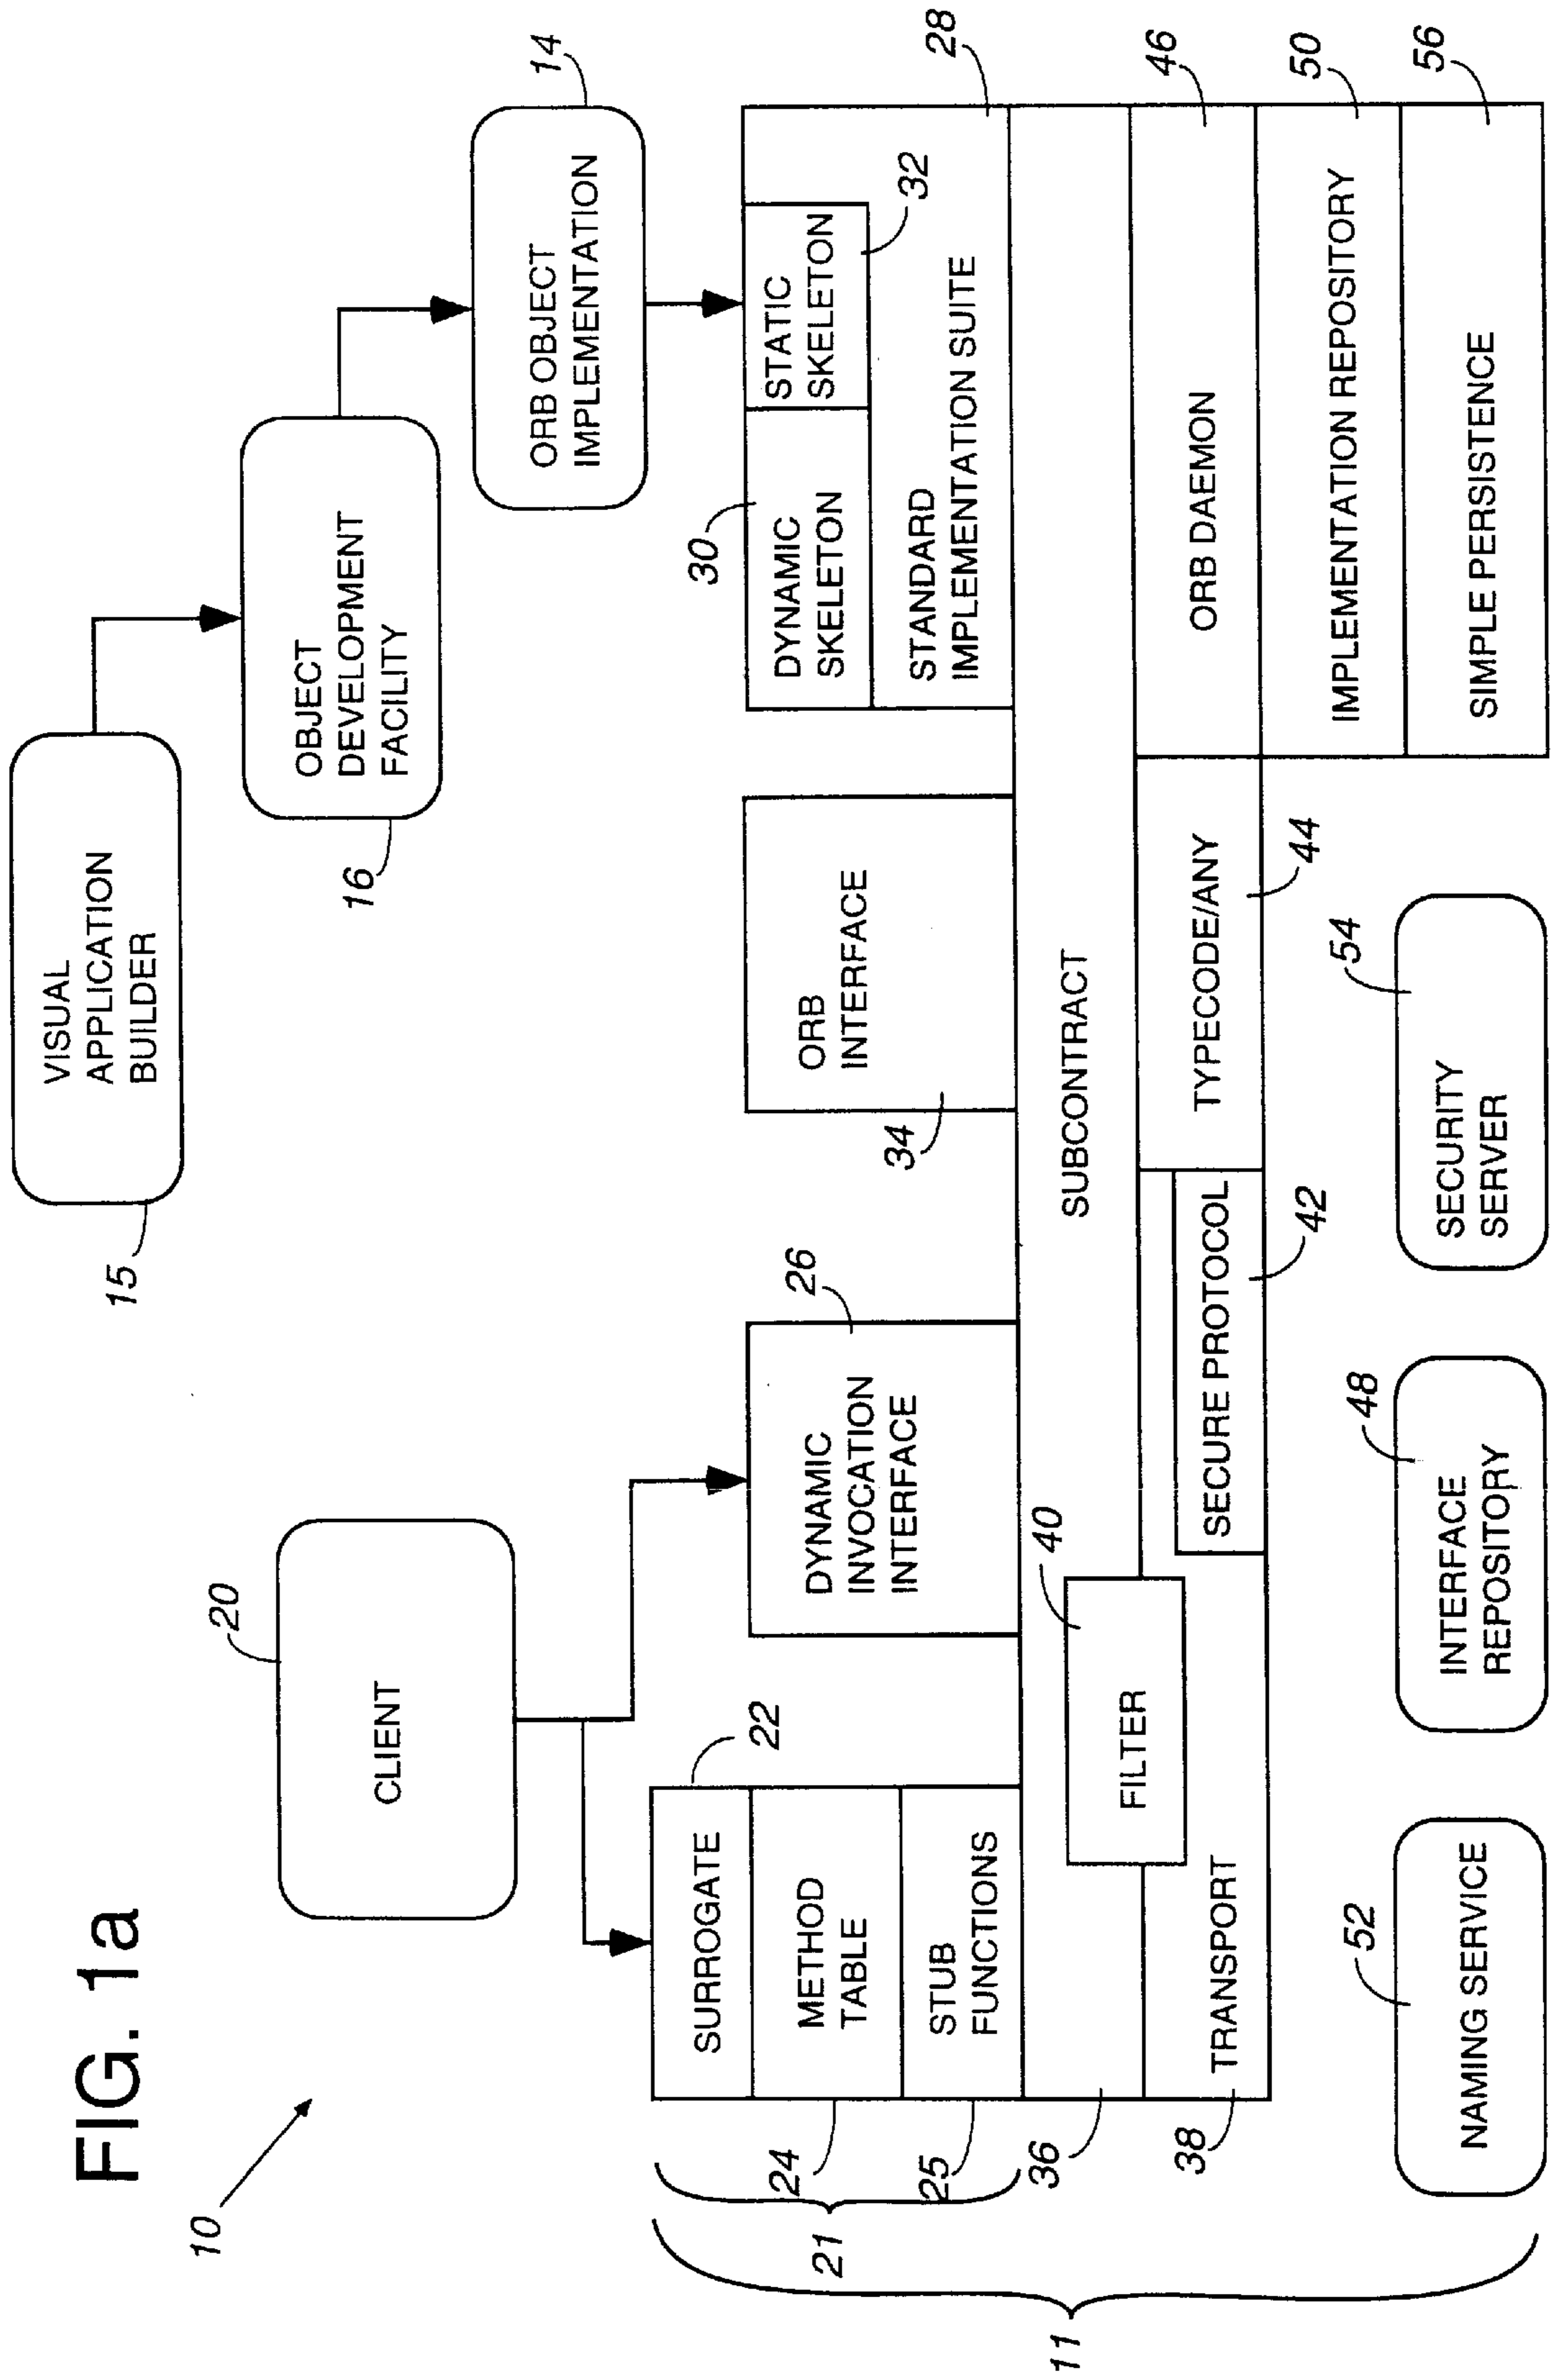 FIG. 1a
10
VISUAL
APPLICATION
BUILDER
15
OBJECT
DEVELOPMENT
FACILITY
16
ORB OBJECT
IMPLEMENTATION
14
CLIENT
20
SURROGATE
22
METHOD
TABLE
24
STUB
FUNCTIONS
25
21
DYNAMIC
INVOCATION
INTERFACE
26
ORB
INTERFACE
34
DYNAMIC
SKELETON
30
STATIC
SKELETON
32
STANDARD
IMPLEMENTATION SUITE
28
SUBCONTRACT
36
FILTER
40
TRANSPORT
38
SECURE PROTOCOL
42
TYPECODE/ANY
44
ORB DAEMON
46
IMPLEMENTATION REPOSITORY
50
SIMPLE PERSISTENCE
56
NAMING SERVICE
52
INTERFACE
REPOSITORY
48
SECURITY
SERVER
54
11